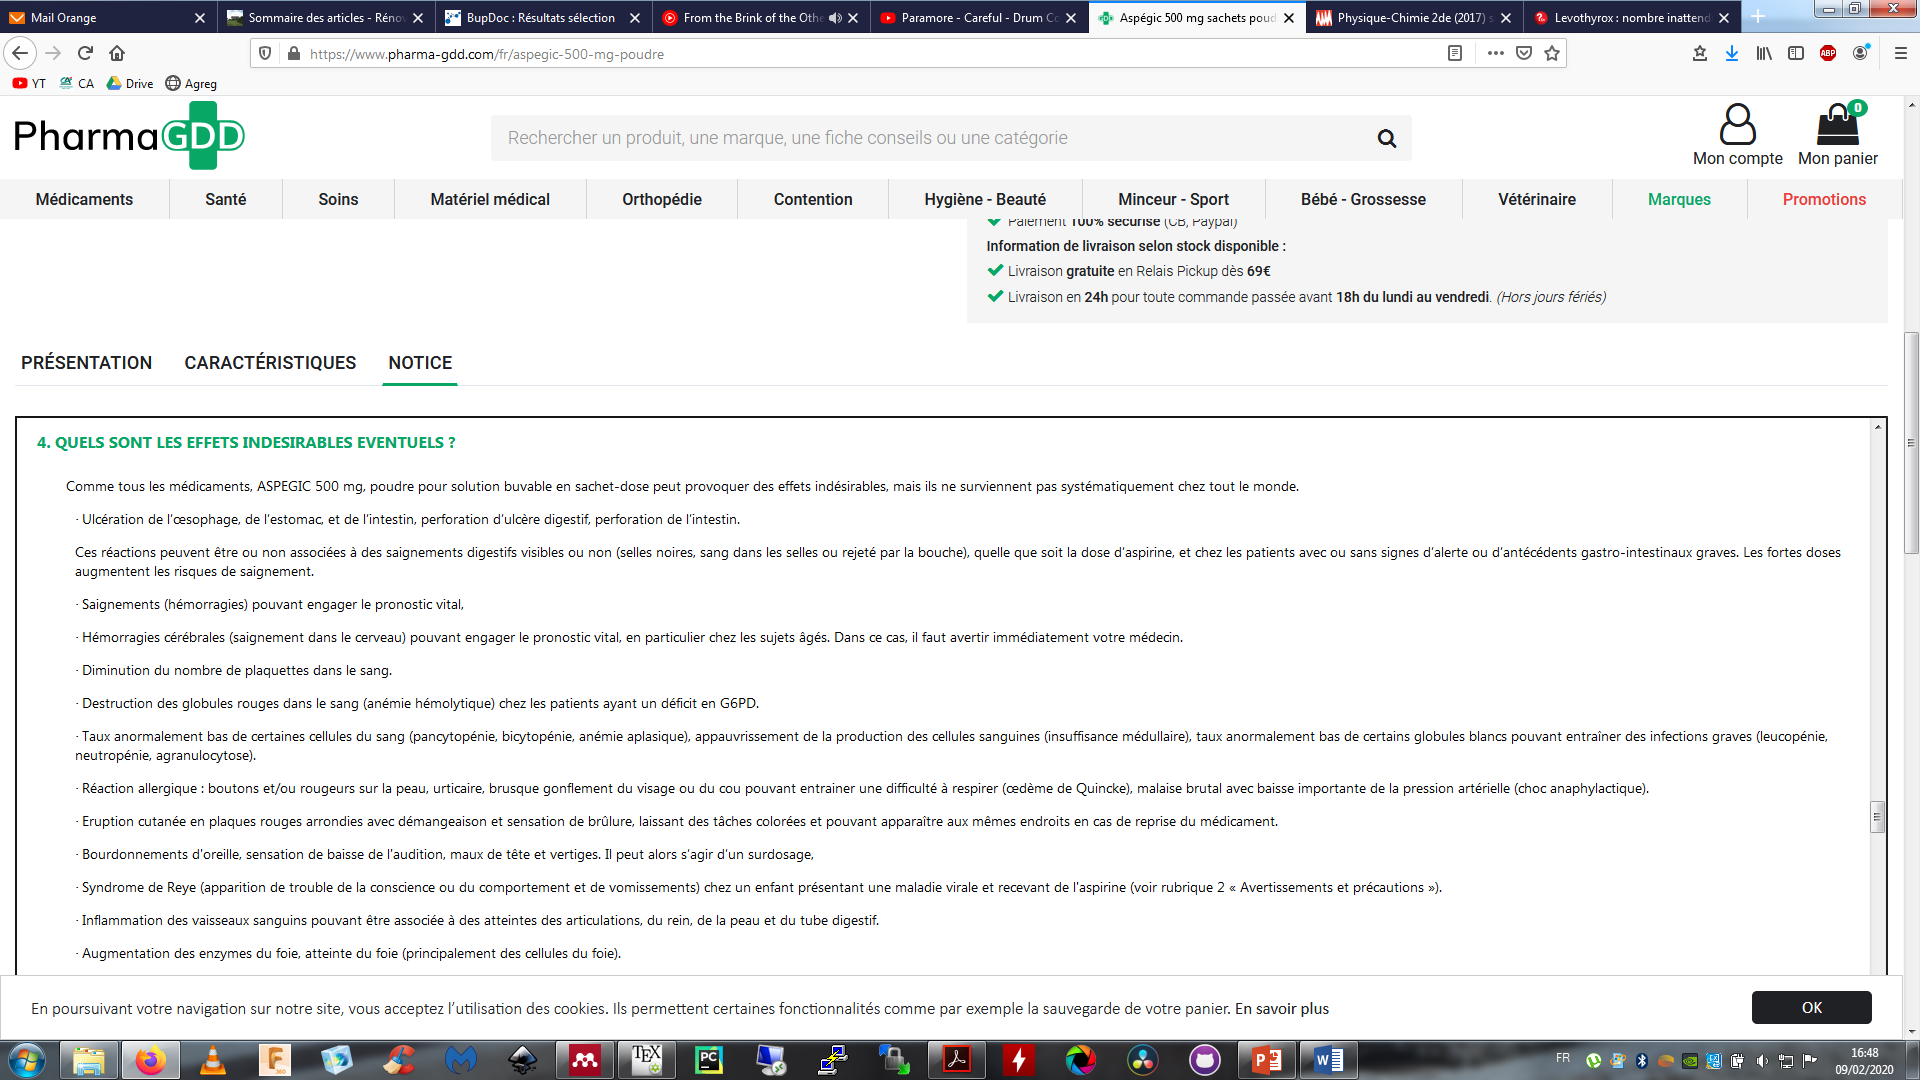 Mail Orange
Sommaire des articles - Réno
BupDoc : Résultats sélection
From the Brink of the Othe
Paramore - Careful - Drum Co
Aspégic 500 mg sachets poud
Physique-Chimie 2de (2017) s
Levothyrox : nombre inattend
https://www.pharma-gdd.com/fr/aspegic-500-mg-poudre
ABP
YT CA Drive Agreg
PharmaGDD
Rechercher un produit, une marque, une fiche conseils ou une catégorie
0
Mon compte Mon panier
Médicaments Santé Soins Matériel médical Orthopédie Contention Hygiène - Beauté Minceur - Sport Bébé - Grossesse Vétérinaire Marques Promotions
Paiement 100% sécurisé (CB, Paypal)
Information de livraison selon stock disponible :
Livraison gratuite en Relais Pickup dès 69€
Livraison en 24h pour toute commande passée avant 18h du lundi au vendredi. (Hors jours fériés)
PRÉSENTATION CARACTÉRISTIQUES NOTICE
4. QUELS SONT LES EFFETS INDESIRABLES EVENTUELS ?
Comme tous les médicaments, ASPEGIC 500 mg, poudre pour solution buvable en sachet-dose peut provoquer des effets indésirables, mais ils ne surviennent pas systématiquement chez tout le monde.
· Ulcération de l’œsophage, de l’estomac, et de l’intestin, perforation d’ulcère digestif, perforation de l’intestin.
Ces réactions peuvent être ou non associées à des saignements digestifs visibles ou non (selles noires, sang dans les selles ou rejeté par la bouche), quelle que soit la dose d’aspirine, et chez les patients avec ou sans signes d’alerte ou d’antécédents gastro-intestinaux graves. Les fortes doses
augmentent les risques de saignement.
· Saignements (hémorragies) pouvant engager le pronostic vital,
· Hémorragies cérébrales (saignement dans le cerveau) pouvant engager le pronostic vital, en particulier chez les sujets âgés. Dans ce cas, il faut avertir immédiatement votre médecin.
· Diminution du nombre de plaquettes dans le sang.
· Destruction des globules rouges dans le sang (anémie hémolytique) chez les patients ayant un déficit en G6PD.
· Taux anormalement bas de certaines cellules du sang (pancytopénie, bicytopénie, anémie aplasique), appauvrissement de la production des cellules sanguines (insuffisance médullaire), taux anormalement bas de certains globules blancs pouvant entraîner des infections graves (leucopénie,
neutropénie, agranulocytose).
· Réaction allergique : boutons et/ou rougeurs sur la peau, urticaire, brusque gonflement du visage ou du cou pouvant entrainer une difficulté à respirer (œdème de Quincke), malaise brutal avec baisse importante de la pression artérielle (choc anaphylactique).
· Eruption cutanée en plaques rouges arrondies avec démangeaison et sensation de brûlure, laissant des tâches colorées et pouvant apparaître aux mêmes endroits en cas de reprise du médicament.
· Bourdonnements d’oreille, sensation de baisse de l’audition, maux de tête et vertiges. Il peut alors s’agir d’un surdosage,
· Syndrome de Reye (apparition de trouble de la conscience ou du comportement et de vomissements) chez un enfant présentant une maladie virale et recevant de l’aspirine (voir rubrique 2 « Avertissements et précautions »).
· Inflammation des vaisseaux sanguins pouvant être associée à des atteintes des articulations, du rein, de la peau et du tube digestif.
· Augmentation des enzymes du foie, atteinte du foie (principalement des cellules du foie).
En poursuivant votre navigation sur notre site, vous acceptez l’utilisation des cookies. Ils permettent certaines fonctionnalités comme par exemple la sauvegarde de votre panier. En savoir plus
OK
FR
16:48
09/02/2020